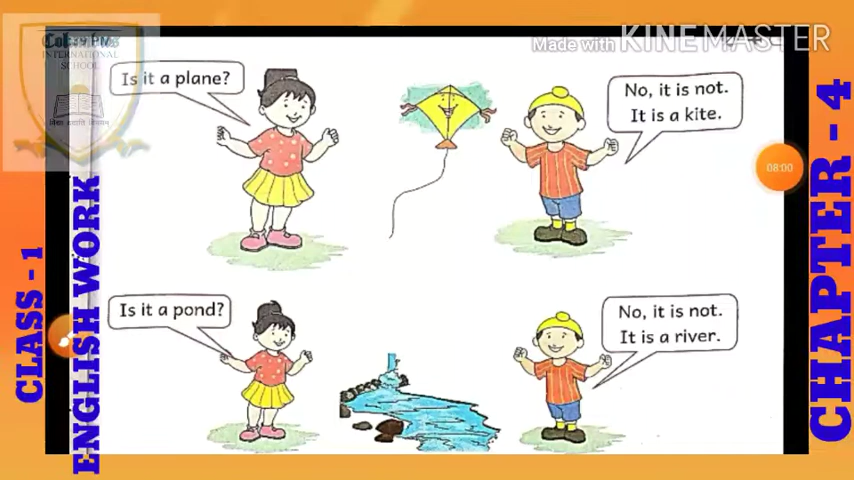 INTERNATIONAL
SCHOOL
Made with KINEMASTER
Is it a plane?
No, it is not.
It is a kite.
08:00
Is it a pond?
No, it is not.
It is a river.
CLASS - 1
ENGLISH WORK
CHAPTER - 4